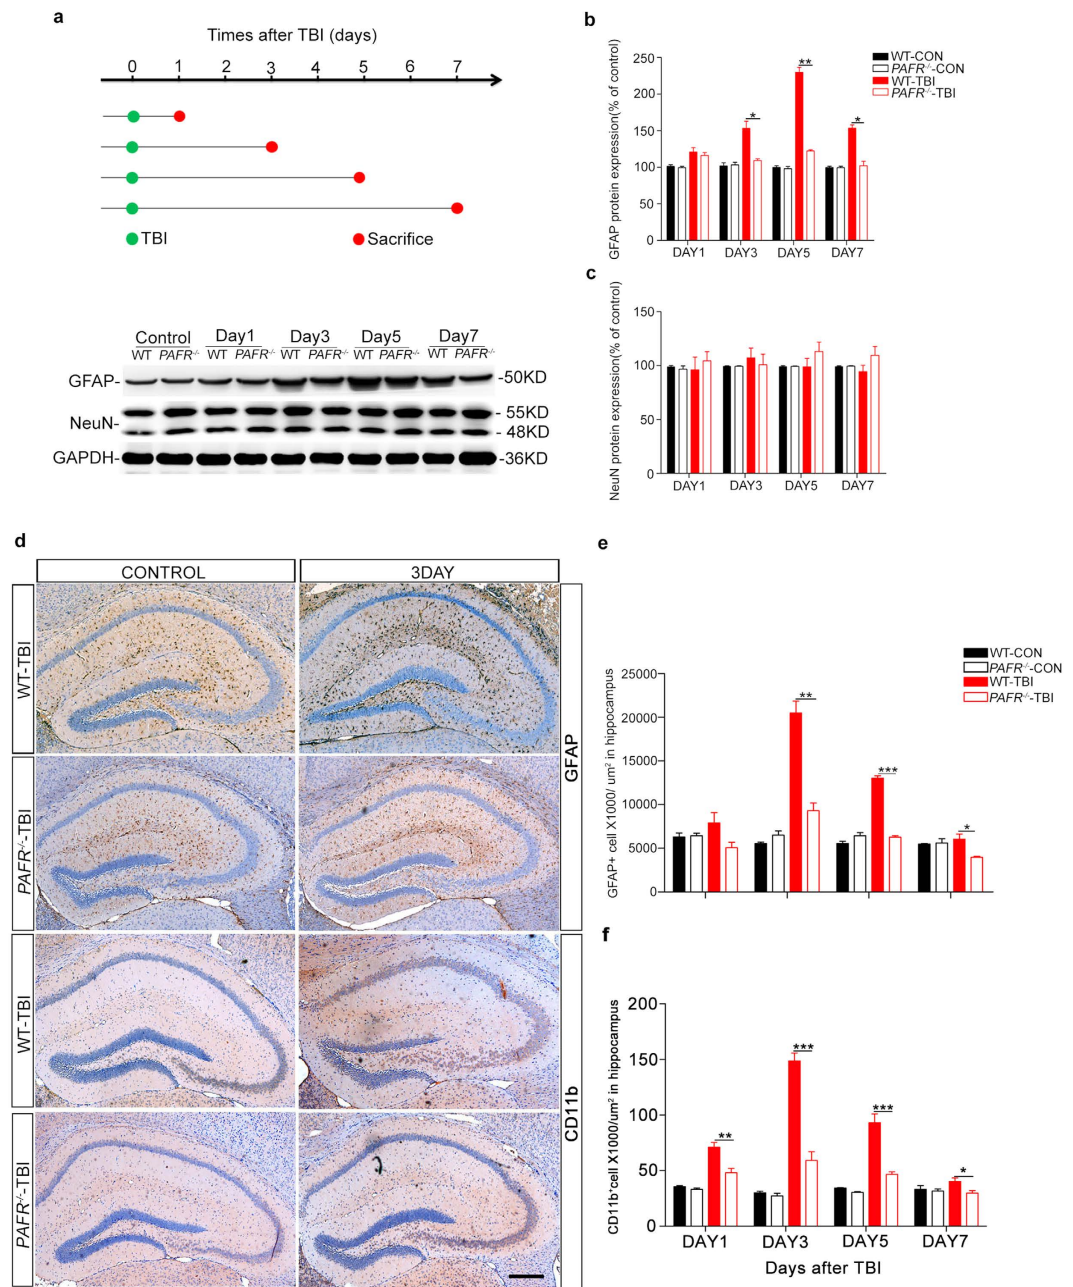 a
Times after TBI (days)
0 1 2 3 4 5 6 7
TBI
Sacrifice
Control Day1 Day3 Day5 Day7
WT PAFR-/- WT PAFR-/- WT PAFR-/- WT PAFR-/- WT PAFR-/-
GFAP- -50KD
NeuN- - 55KD
- 48KD
GAPDH- -36KD
b
GFAP protein expression(% of control)
250
200
150
100
50
0
* ** *
DAY1 DAY3 DAY5 DAY7
WT-CON
PAFR-/-CON
WT-TBI
PAFR-/-TBI
c
NeuN protein expression(% of control)
150
100
50
0
DAY1 DAY3 DAY5 DAY7
d
CONTROL 3DAY
WT-TBI
PAFR-/-TBI
GFAP
WT-TBI
PAFR-/-TBI
CD11b
e
GFAP+ cell X1000/ um2 in hippocampus
25000
20000
15000
10000
5000
0
** *** *
WT-CON
PAFR-/-CON
WT-TBI
PAFR-/-TBI
f
CD11b+cell X1000/um2 in hippocampus
200
150
100
50
0
** *** *** *
DAY1 DAY3 DAY5 DAY7
Days after TBI